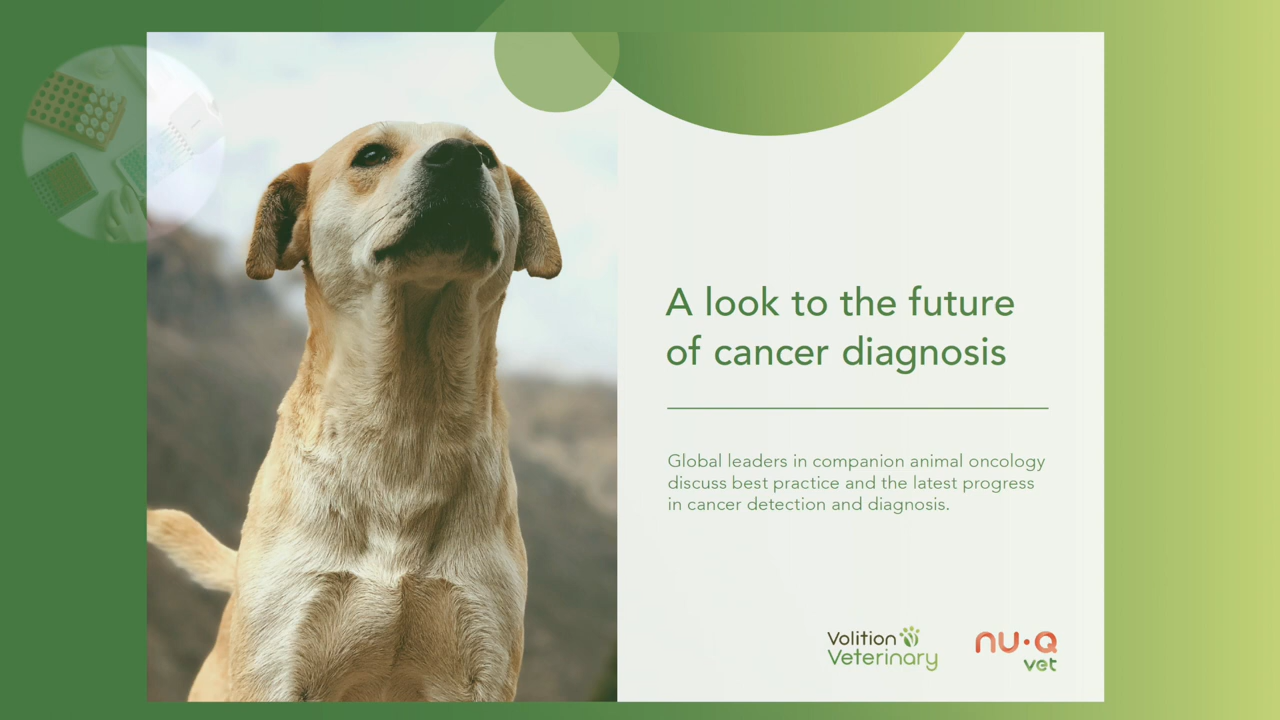 A look to the future
of cancer diagnosis
Global leaders in companion animal oncology
discuss best practice and the latest progress
in cancer detection and diagnosis.
Volition
Veterinary
nu·Q
vet